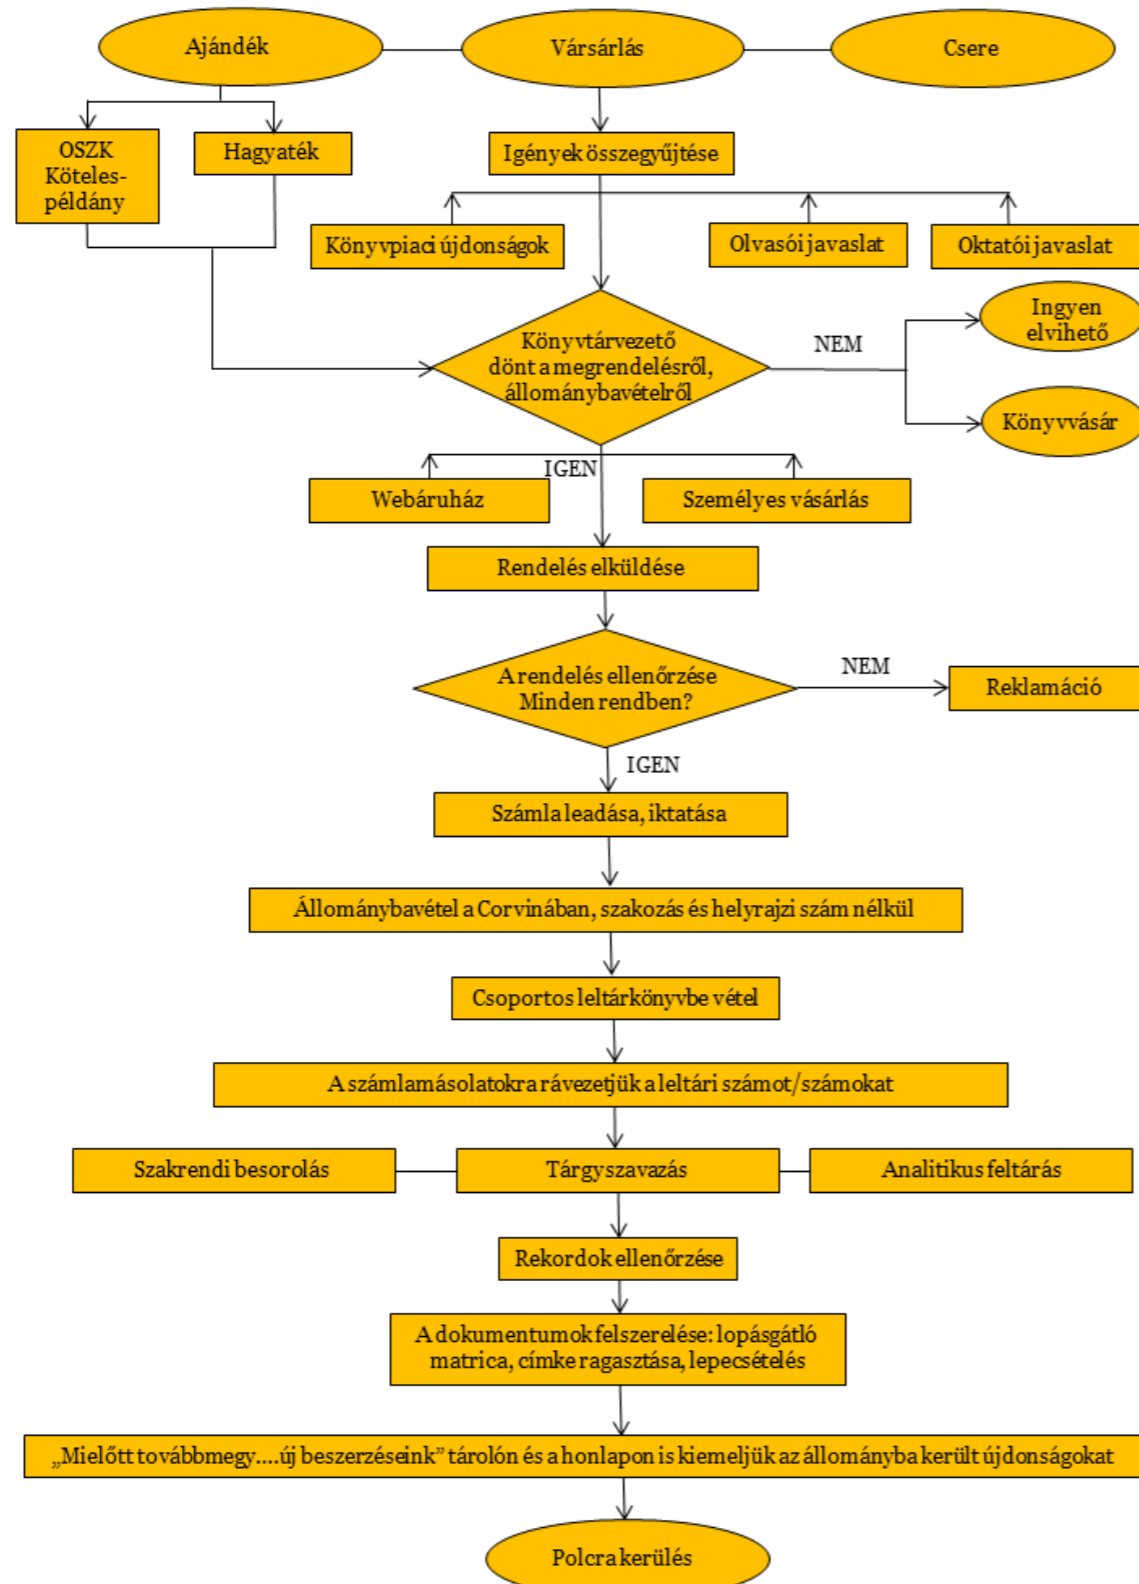 Ajándék
Vársárlás
Csere
OSZK
Köteles-
példány
Hagyaték
Igények összegyűjtése
Könyvpiaci újdonságok
Olvasói javaslat
Oktatói javaslat
Könyvtárvezető
dönt a megrendelésről,
állománybavételről
NEM
Ingyen
elvihető
Könyvvásár
IGEN
Webáruház
Személyes vásárlás
Rendelés elküldése
A rendelés ellenőrzése
Minden rendben?
NEM
Reklamáció
IGEN
Számla leadása, iktatása
Állománybavétel a Corvinában, szakozás és helyrajzi szám nélkül
Csoportos leltárkönyvbe vétel
A számlamásolatokra rávezetjük a leltári számot/számokat
Szakrendi besorolás
Tárgyszavazás
Analitikus feltárás
Rekordok ellenőrzése
A dokumentumok felszerelése: lopásgátló
matrica, címke ragasztása, lepecsételés
„Mielőtt továbbmegy....új beszerzéseink” tárolón és a honlapon is kiemeljük az állományba került újdonságokat
Polcra kerülés